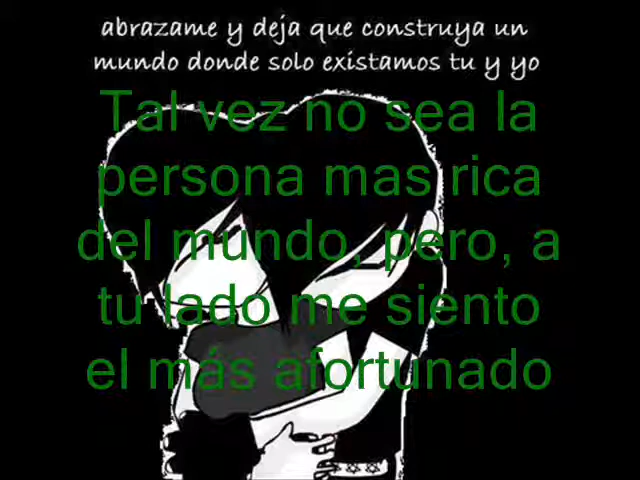 abrazame y deja que construya un
mundo donde solo existamos tu y yo
Tal vez no sea la
persona mas rica
del mundo, pero, a
tu lado me siento
el más afortunado